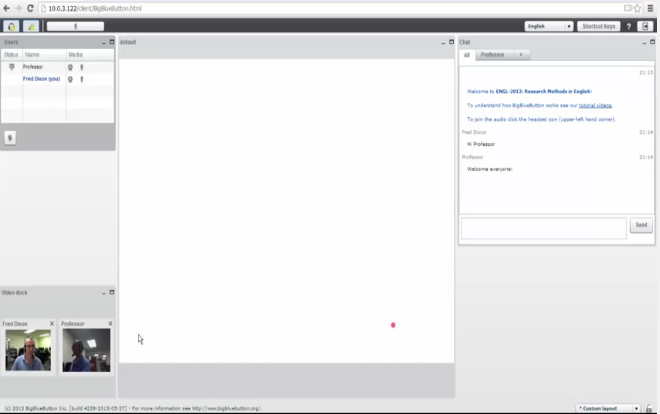 10.0.3.122/client/BigBlueButton.html
English
Shortcut Keys
?
Users
Status Name Media
Professor
Fred Dixon (you)
default
Chat
All Professor
21:13
Welcome to ENGL-2013: Research Methods in English!
To understand how BigBlueButton works see our tutorial videos.
To join the audio click the headset icon (upper-left hand corner).
Fred Dixon 21:14
Hi Professor
Professor 21:14
Welcome everyone!
Send
Video dock
Fred Dixon X Professor X
(c) 2013 BigBlueButton Inc. [build 4239-2013-03-27] - For more information see http://www.bigbluebutton.org/.
* Custom layout